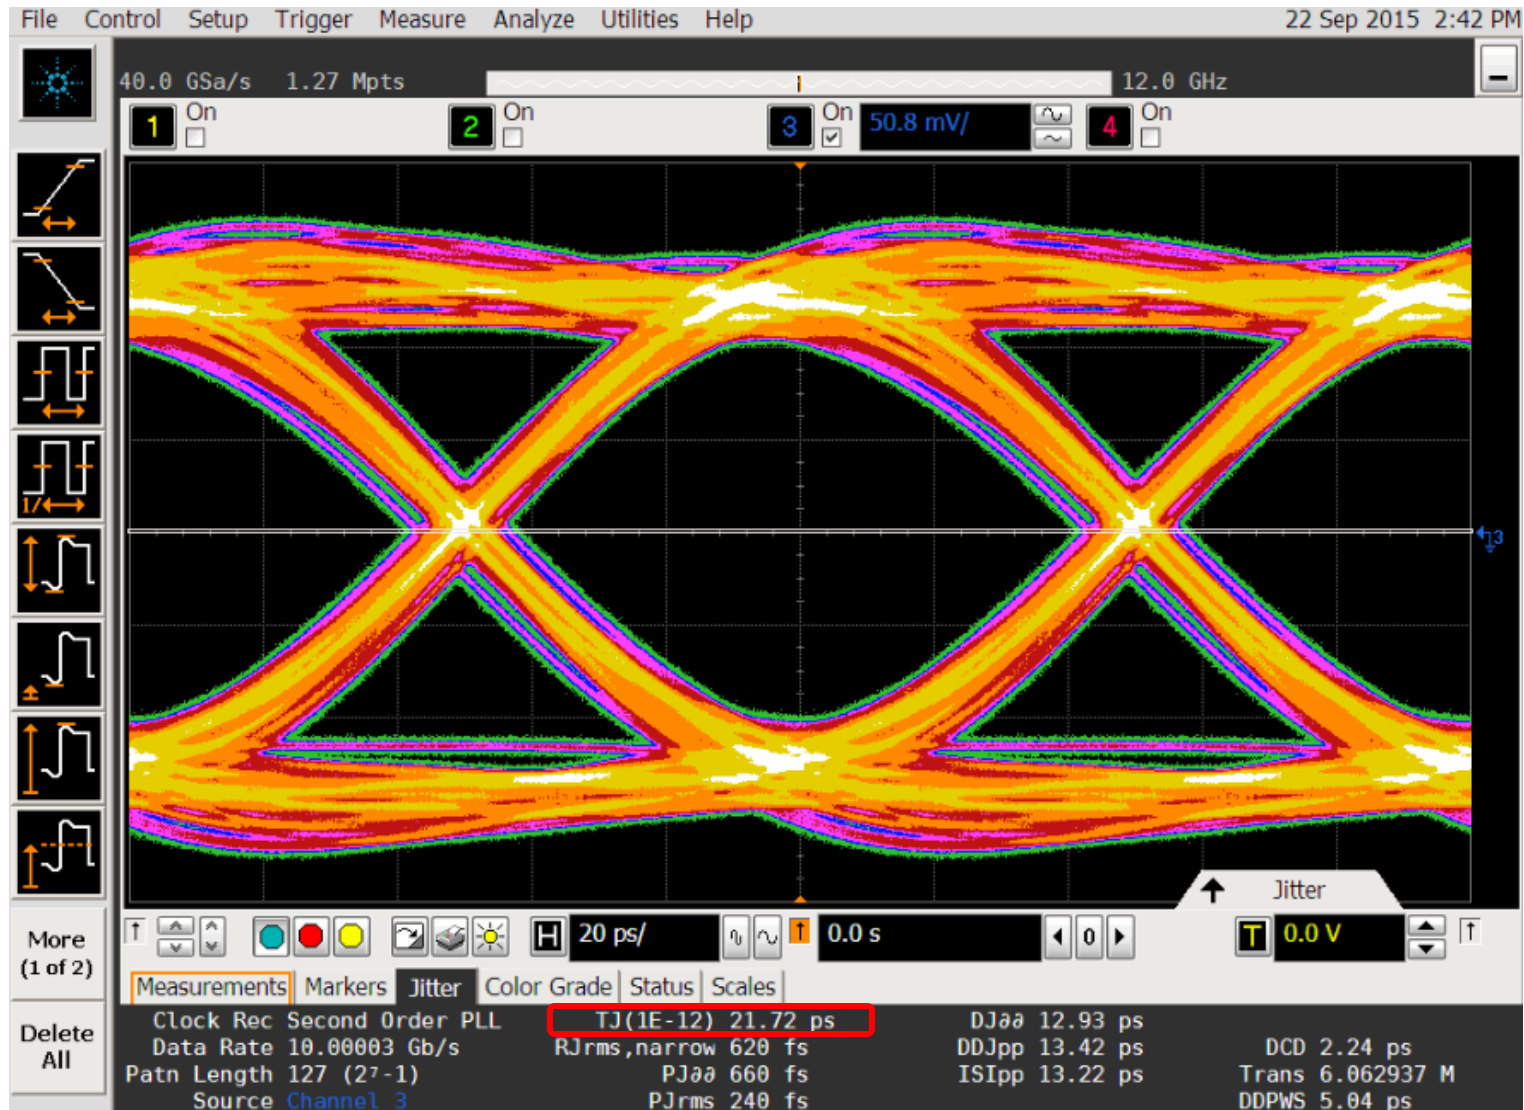 File Control Setup Trigger Measure Analyze Utilities Help 22 Sep 2015 2:42 PM
40.0 GSa/s 1.27 Mpts 12.0 GHz
1 On 2 On 3 On 50.8 mV/ 4 On
3
1/
Jitter
More
(1 of 2)
Delete
All
H 20 ps/ 0.0 s 0 T 0.0 V
Measurements Markers Jitter Color Grade Status Scales
Clock Rec Second Order PLL TJ(1E-12) 21.72 ps DJ∂∂ 12.93 ps
Data Rate 10.00003 Gb/s RJrms,narrow 620 fs DDJpp 13.42 ps DCD 2.24 ps
Patn Length 127 (2⁷-1) PJ∂∂ 660 fs ISIpp 13.22 ps Trans 6.062937 M
Source Channel 3 PJrms 240 fs DDPWS 5.04 ps